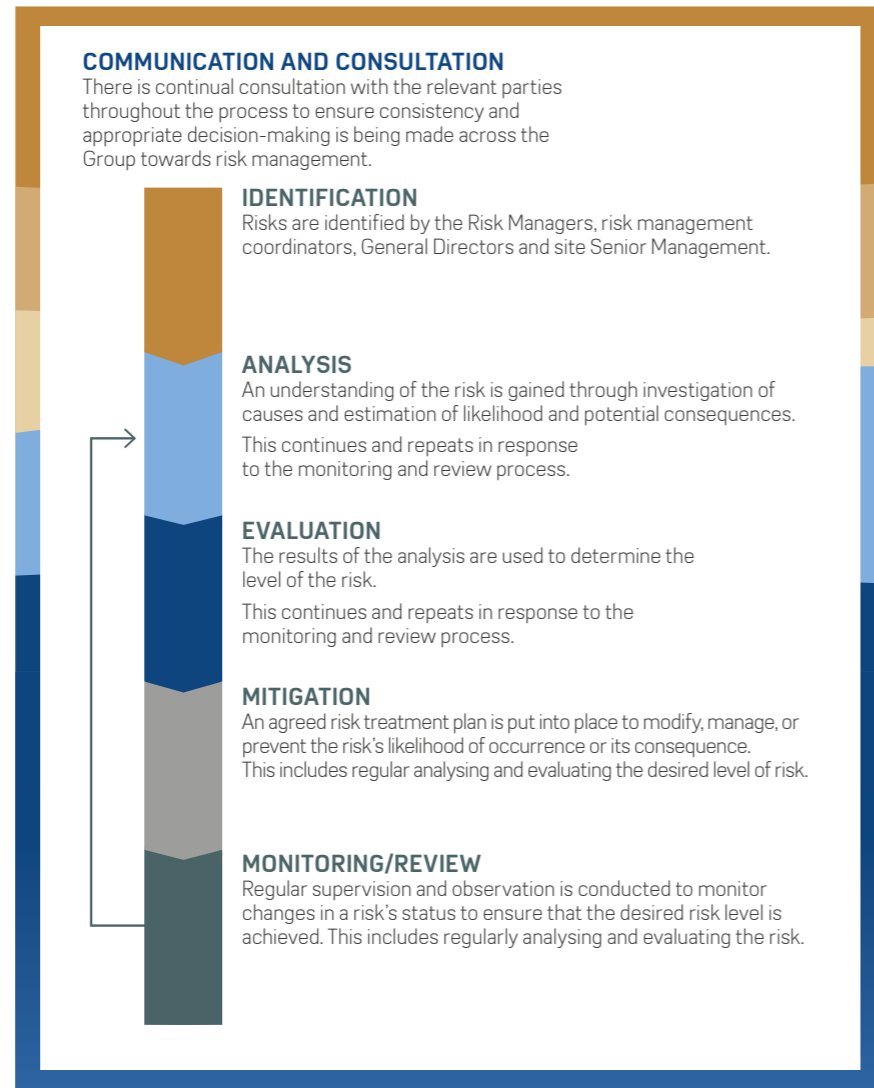 COMMUNICATION AND CONSULTATION
There is continual consultation with the relevant parties
throughout the process to ensure consistency and
appropriate decision-making is being made across the
Group towards risk management.
IDENTIFICATION
Risks are identified by the Risk Managers, risk management
coordinators, General Directors and site Senior Management.
ANALYSIS
An understanding of the risk is gained through investigation of
causes and estimation of likelihood and potential consequences.
This continues and repeats in response
to the monitoring and review process.
EVALUATION
The results of the analysis are used to determine the
level of the risk.
This continues and repeats in response to the
monitoring and review process.
MITIGATION
An agreed risk treatment plan is put into place to modify, manage, or
prevent the risk's likelihood of occurrence or its consequence.
This includes regular analysing and evaluating the desired level of risk.
MONITORING/REVIEW
Regular supervision and observation is conducted to monitor
changes in a risk's status to ensure that the desired risk level is
achieved. This includes regularly analysing and evaluating the risk.